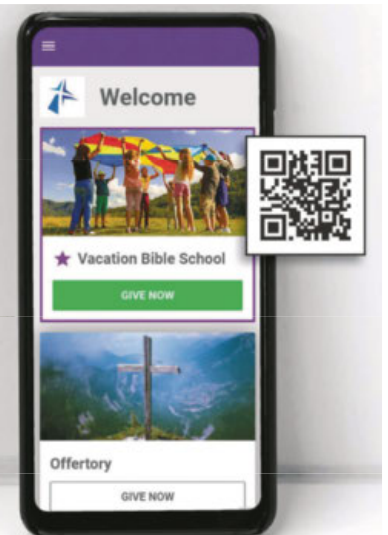 Welcome
Vacation Bible School
GIVE NOW
Offertory
GIVE NOW